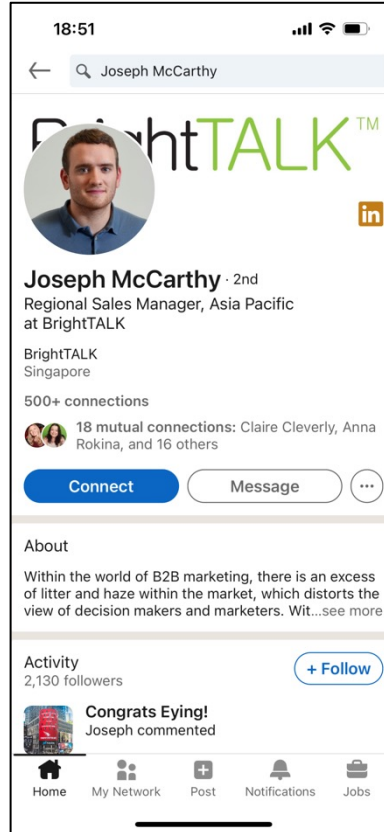 18:51
Joseph McCarthy
BrightTALK™
in
Joseph McCarthy · 2nd
Regional Sales Manager, Asia Pacific
at BrightTALK
BrightTALK
Singapore
500+ connections
18 mutual connections: Claire Cleverly, Anna
Rokina, and 16 others
Connect
Message
About
Within the world of B2B marketing, there is an excess
of litter and haze within the market, which distorts the
view of decision makers and marketers. Wit...see more
Activity
2,130 followers
+ Follow
Congrats Eying!
Joseph commented
Home
My Network
Post
Notifications
Jobs